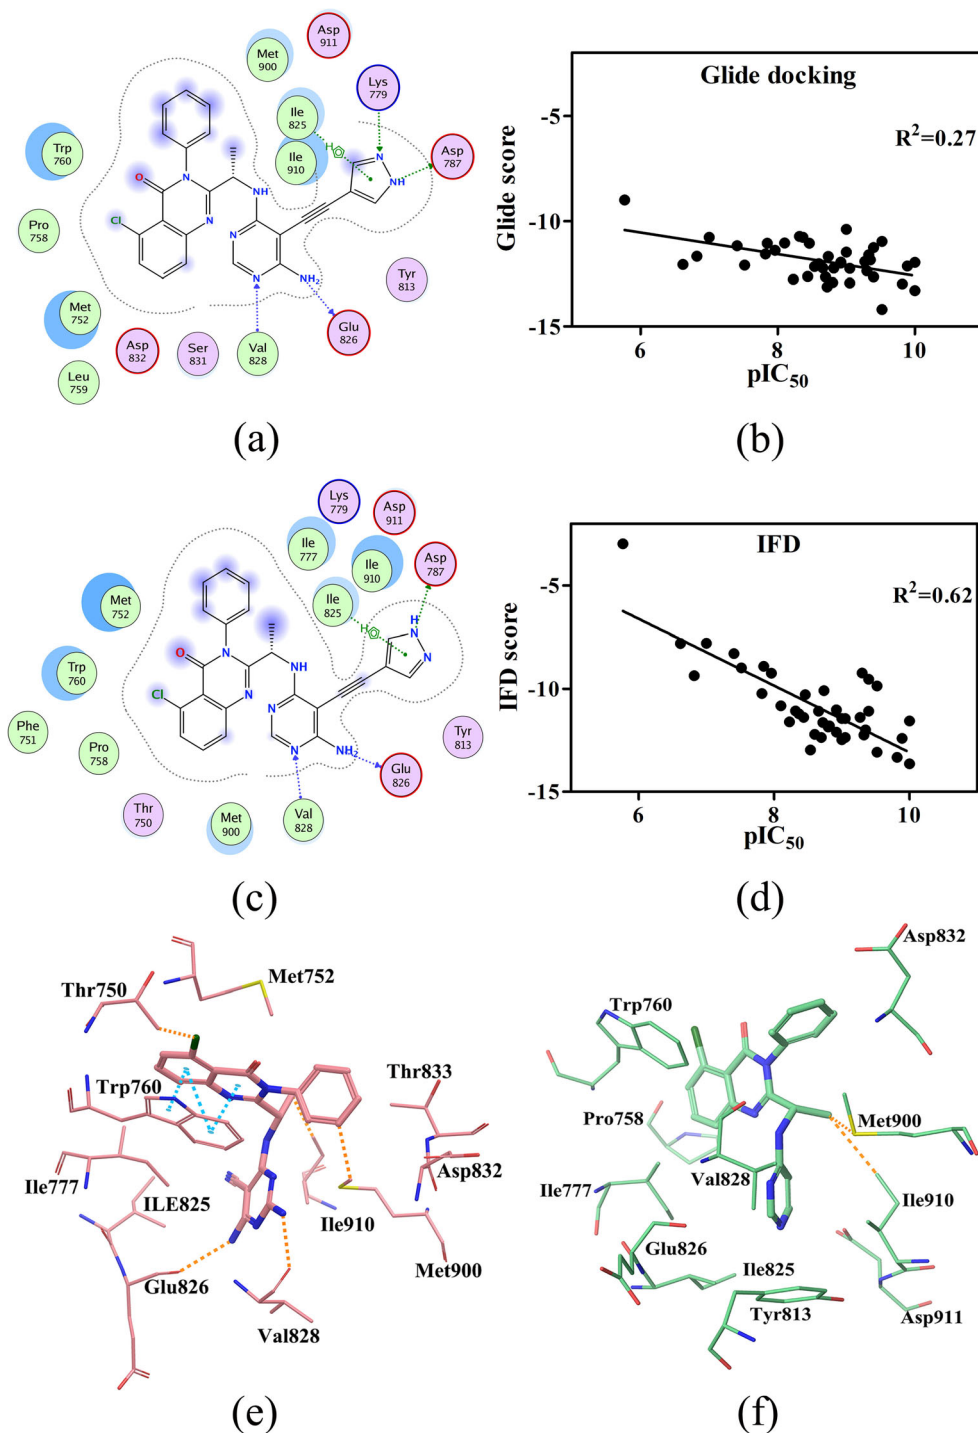 Asp
911
Met
900
Lys
779
Ile
825
H
Trp
760
Ile
910
N
NH
Asp
787
O
N
NH
Cl
N
Pro
758
N
N
NH2
Tyr
813
Met
752
Asp
832
Ser
831
Val
828
Glu
826
Leu
759
(a)
Glide docking
R²=0.27
Glide score
-5
-10
-15
6
8
10
pIC50
(b)
Lys
779
Asp
911
Ile
777
Ile
910
Asp
787
Met
752
Ile
825
H
H
N
N
Trp
760
O
N
NH
Cl
N
Phe
751
Pro
758
N
N
NH2
Tyr
813
Glu
826
Thr
750
Met
900
Val
828
(c)
IFD
R²=0.62
IFD score
-5
-10
-15
6
8
10
pIC50
(d)
Met752
Thr750
Trp760
Thr833
Ile777
ILE825
Ile910
Asp832
Glu826
Met900
Val828
(e)
Asp832
Trp760
Pro758
Met900
Val828
Ile777
Ile910
Glu826
Ile825
Tyr813
Asp911
(f)